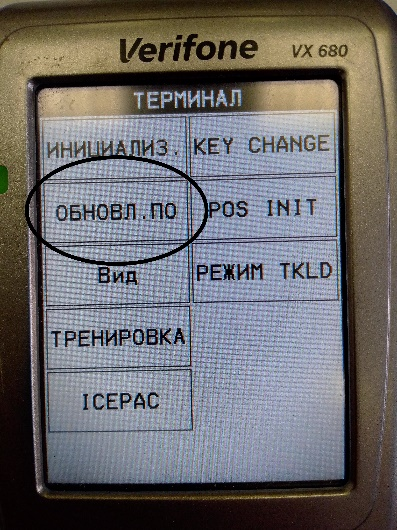 Verifone VX 680
ТЕРМИНАЛ
ИНИЦИАЛИЗ. KEY CHANGE
ОБНОВЛ.ПО POS INIT
Вид РЕЖИМ TKLD
ТРЕНИРОВКА
ICEPAC